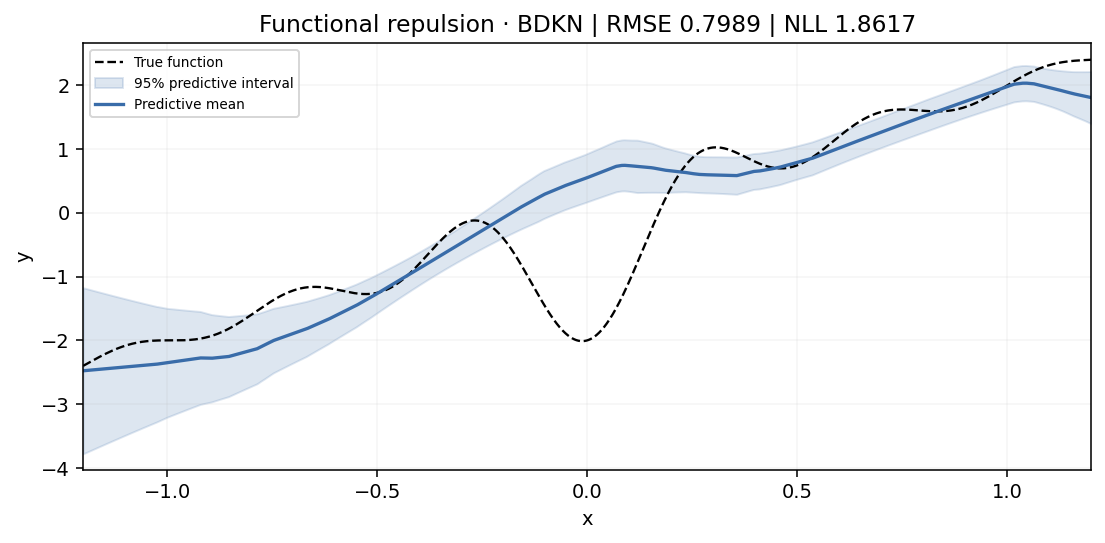 Functional repulsion · BDKN | RMSE 0.7989 | NLL 1.8617
True function
95% predictive interval
Predictive mean
y
2
1
0
−1
−2
−3
−4
−1.0 −0.5 0.0 0.5 1.0
x